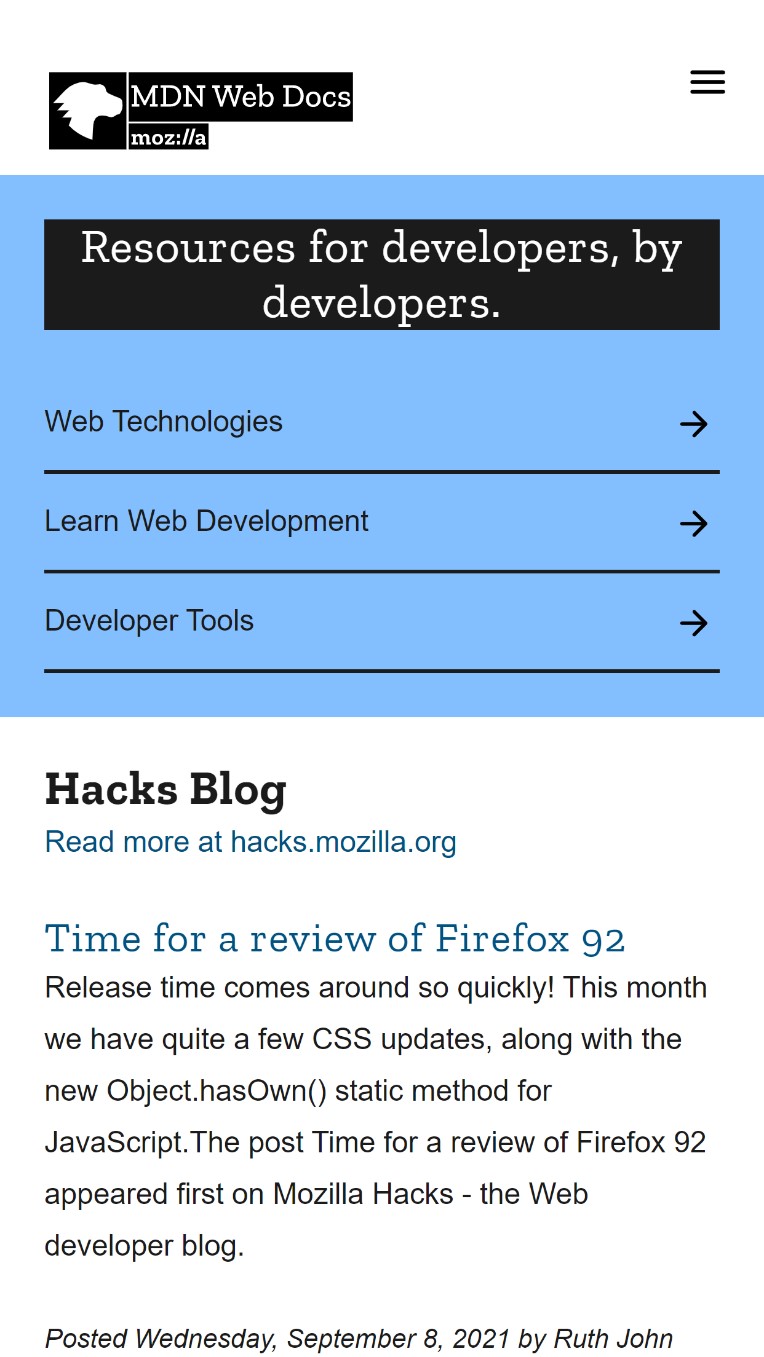 MDN Web Docs
moz://a
Resources for developers, by
developers.
Web Technologies
Learn Web Development
Developer Tools
Hacks Blog
Read more at hacks.mozilla.org
Time for a review of Firefox 92
Release time comes around so quickly! This month
we have quite a few CSS updates, along with the
new Object.hasOwn() static method for
JavaScript.The post Time for a review of Firefox 92
appeared first on Mozilla Hacks - the Web
developer blog.
Posted Wednesday, September 8, 2021 by Ruth John